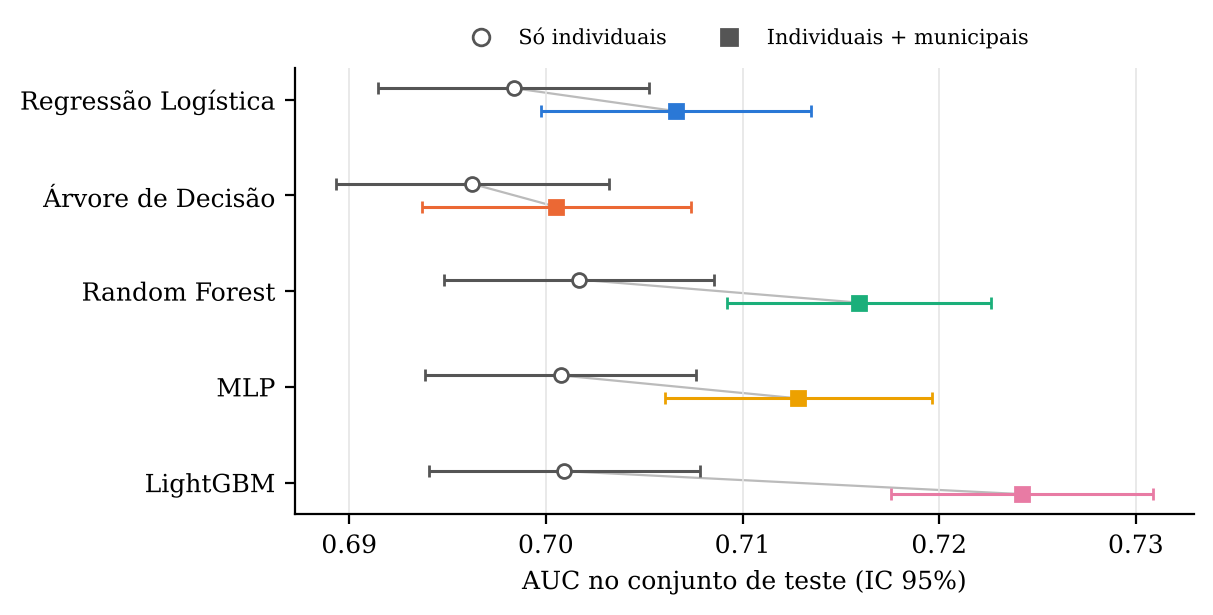 Só individuais
Individuais + municipais
Regressão Logística
Árvore de Decisão
Random Forest
MLP
LightGBM
0.69
0.70
0.71
0.72
0.73
AUC no conjunto de teste (IC 95%)